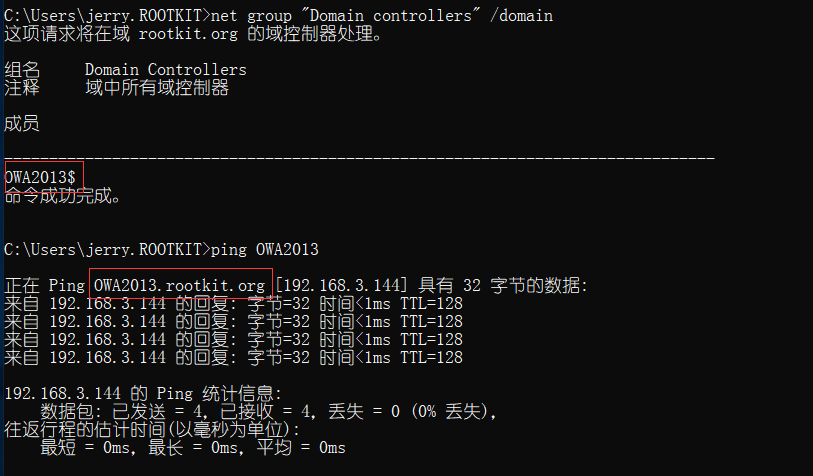 C:\Users\jerry.ROOTKIT>net group "Domain controllers" /domain
这项请求将在域 rootkit.org 的域控制器处理。
组名     Domain Controllers
注释     域中所有域控制器
成员
-------------------------------------------------------------------------------
OWA2013$
命令成功完成。
C:\Users\jerry.ROOTKIT>ping OWA2013
正在 Ping OWA2013.rootkit.org [192.168.3.144] 具有 32 字节的数据:
来自 192.168.3.144 的回复: 字节=32 时间<1ms TTL=128
来自 192.168.3.144 的回复: 字节=32 时间<1ms TTL=128
来自 192.168.3.144 的回复: 字节=32 时间<1ms TTL=128
来自 192.168.3.144 的回复: 字节=32 时间<1ms TTL=128
192.168.3.144 的 Ping 统计信息:
    数据包: 已发送 = 4，已接收 = 4，丢失 = 0 (0% 丢失)，
往返行程的估计时间(以毫秒为单位):
    最短 = 0ms，最长 = 0ms，平均 = 0ms